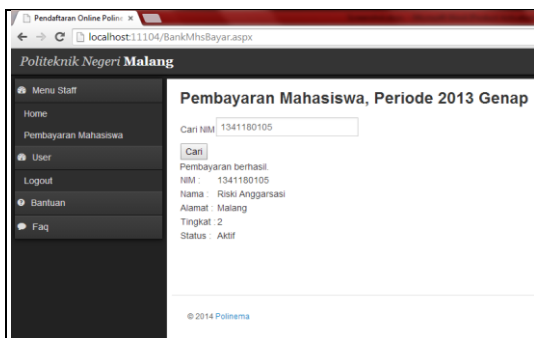 Pendaftaran Online Poline
localhost:11104/BankMhsBayar.aspx
Politeknik Negeri Malang
Menu Staff
Home
Pembayaran Mahasiswa
User
Logout
Bantuan
Faq
Pembayaran Mahasiswa, Periode 2013 Genap
Cari NIM 1341180105
Cari
Pembayaran berhasil.
NIM : 1341180105
Nama : Riski Anggarsasi
Alamat : Malang
Tingkat : 2
Status : Aktif
© 2014 Polinema